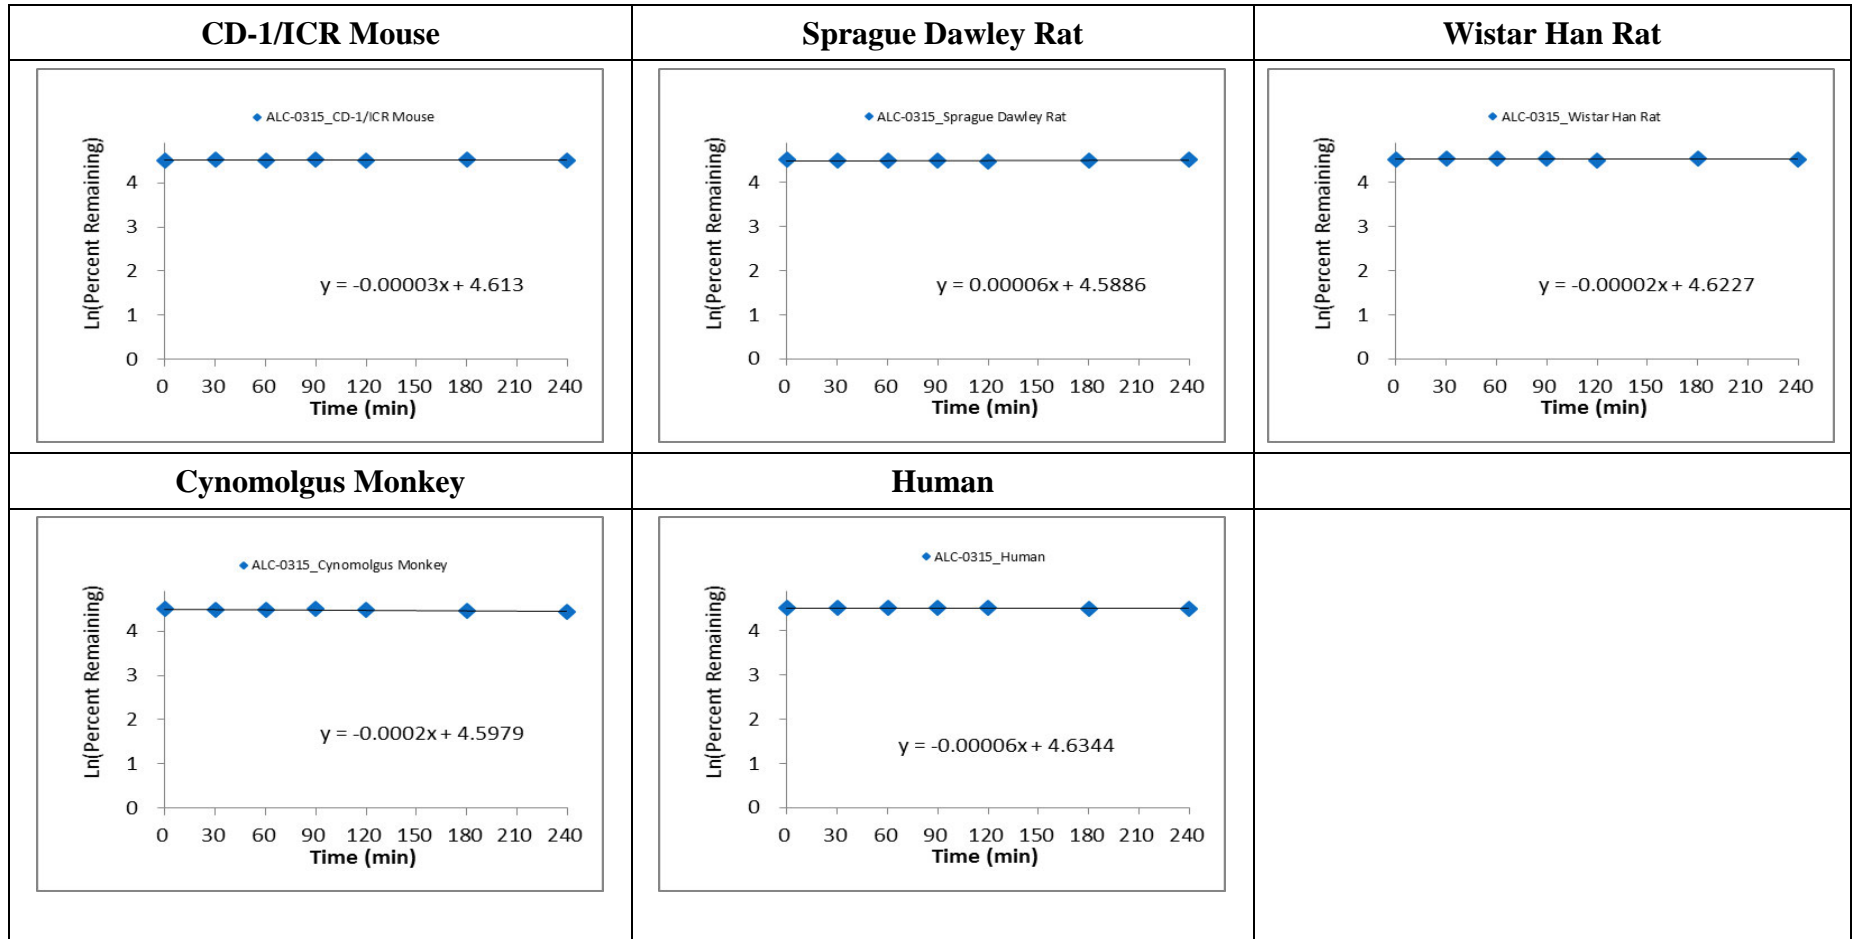 CD-1/ICR Mouse
Sprague Dawley Rat
Wistar Han Rat
ALC-0315_CD-1/ICR Mouse
Ln(Percent Remaining)
4
3
2
1
0
y = -0.00003x + 4.613
0 30 60 90 120 150 180 210 240
Time (min)
ALC-0315_Sprague Dawley Rat
Ln(Percent Remaining)
4
3
2
1
0
y = 0.00006x + 4.5886
0 30 60 90 120 150 180 210 240
Time (min)
ALC-0315_Wistar Han Rat
Ln(Percent Remaining)
4
3
2
1
0
y = -0.00002x + 4.6227
0 30 60 90 120 150 180 210 240
Time (min)
Cynomolgus Monkey
Human
ALC-0315_Cynomolgus Monkey
Ln(Percent Remaining)
4
3
2
1
0
y = -0.0002x + 4.5979
0 30 60 90 120 150 180 210 240
Time (min)
ALC-0315_Human
Ln(Percent Remaining)
4
3
2
1
0
y = -0.00006x + 4.6344
0 30 60 90 120 150 180 210 240
Time (min)